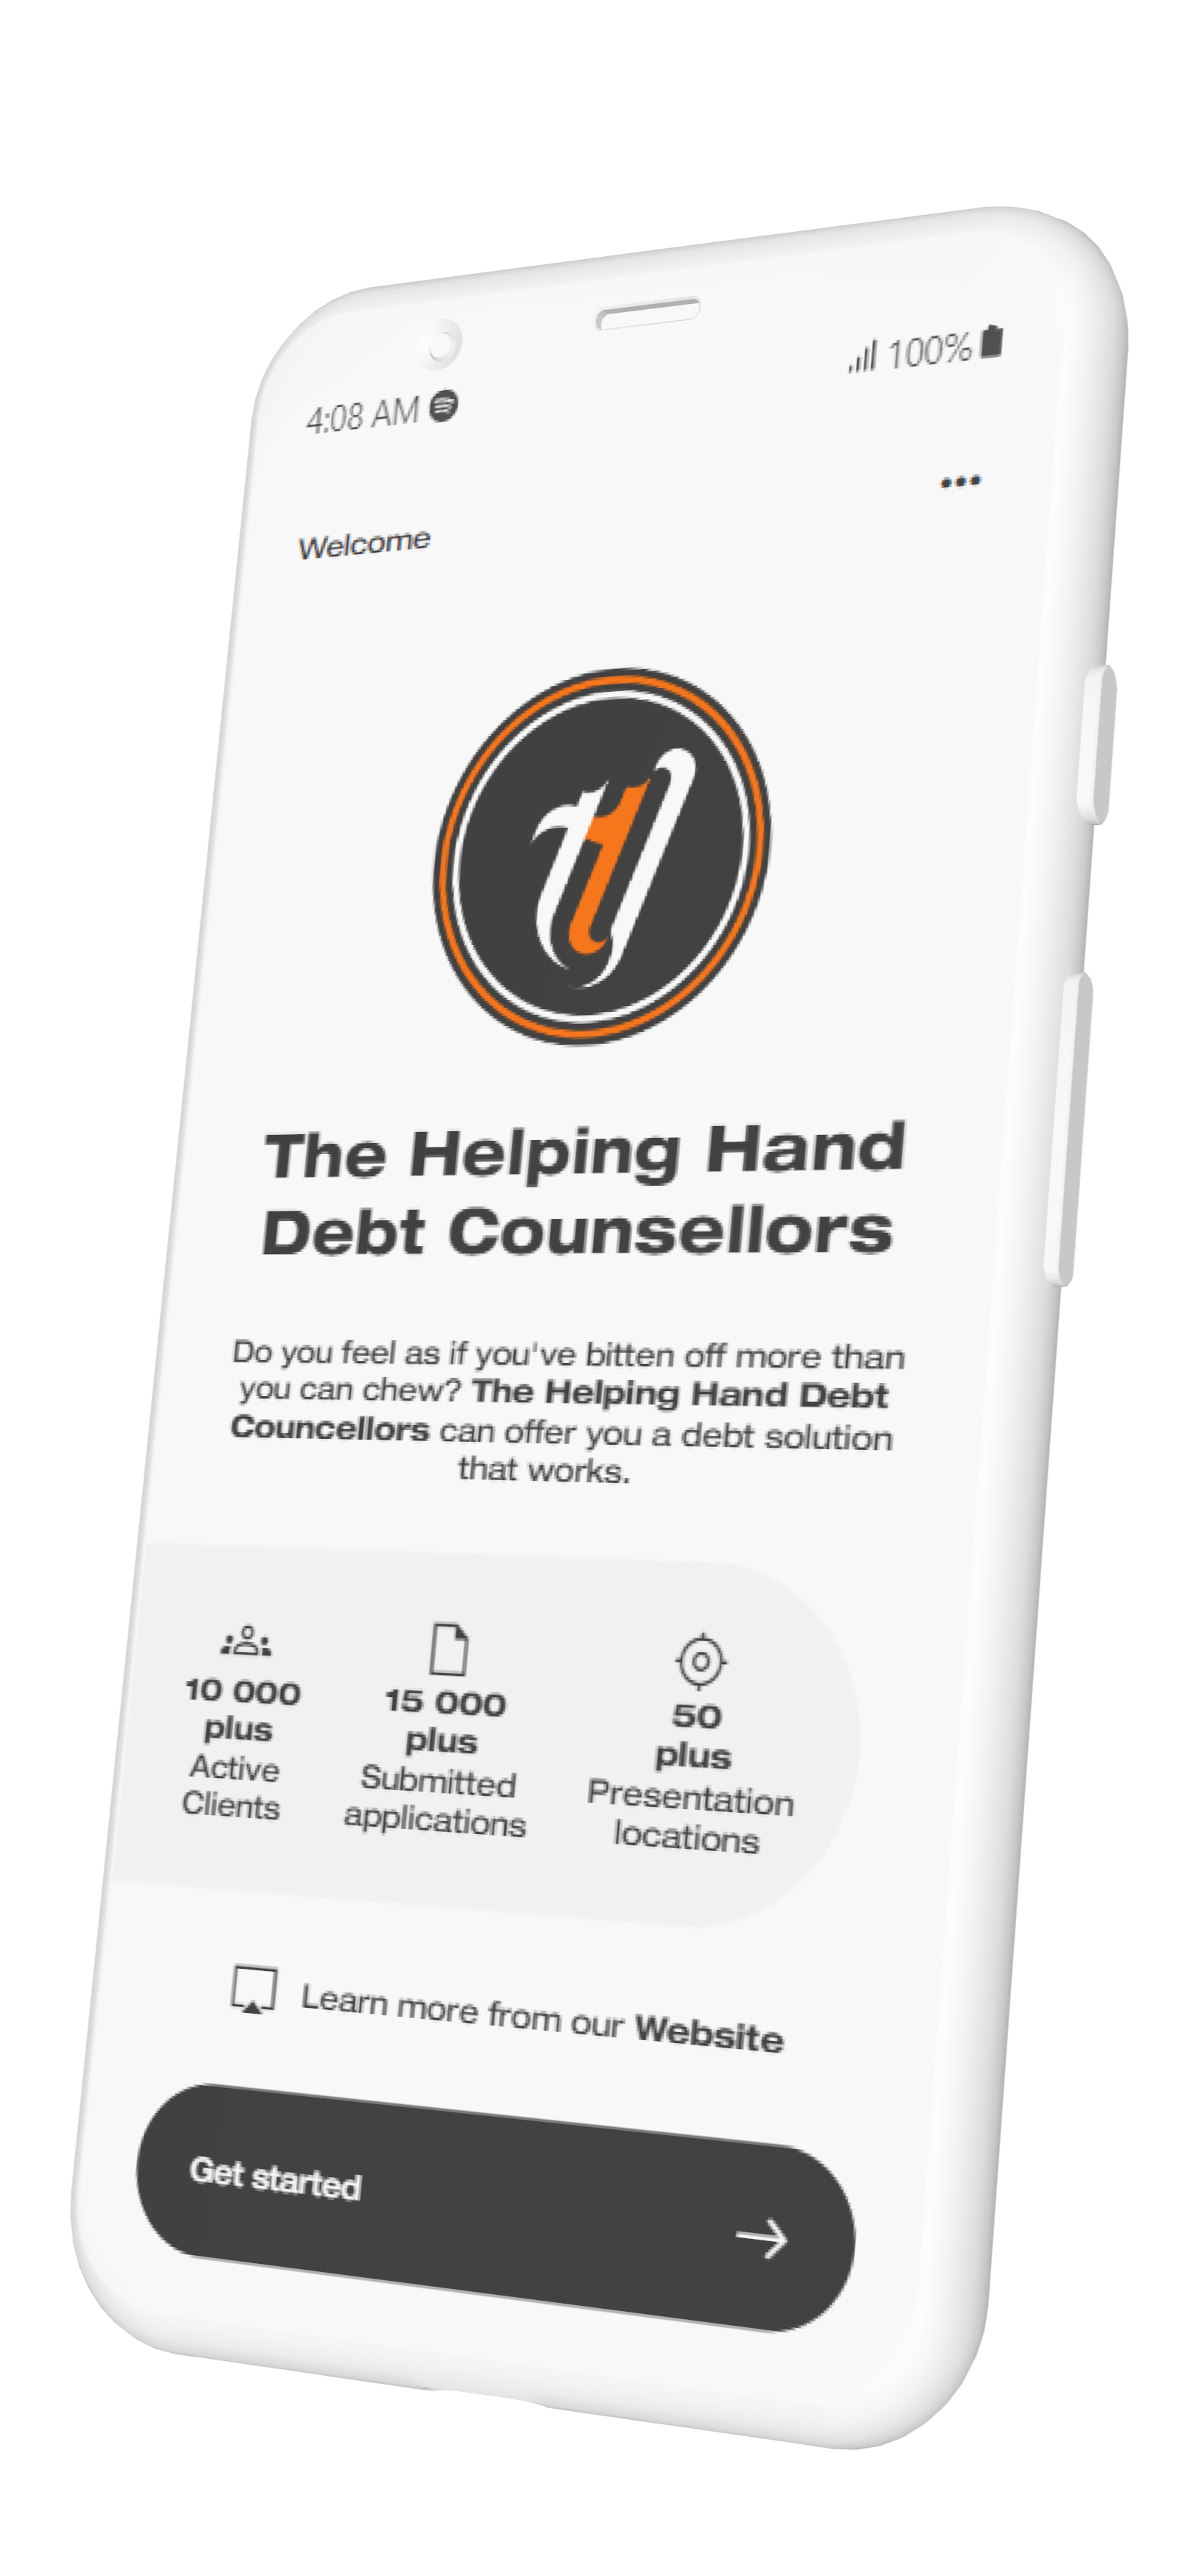 4:08 AM
100%
Welcome
The Helping Hand
Debt Counsellors
Do you feel as if you've bitten off more than
you can chew? The Helping Hand Debt
Councellors can offer you a debt solution
that works.
10 000
plus
Active
Clients
15 000
plus
Submitted
applications
50
plus
Presentation
locations
Learn more from our Website
Get started